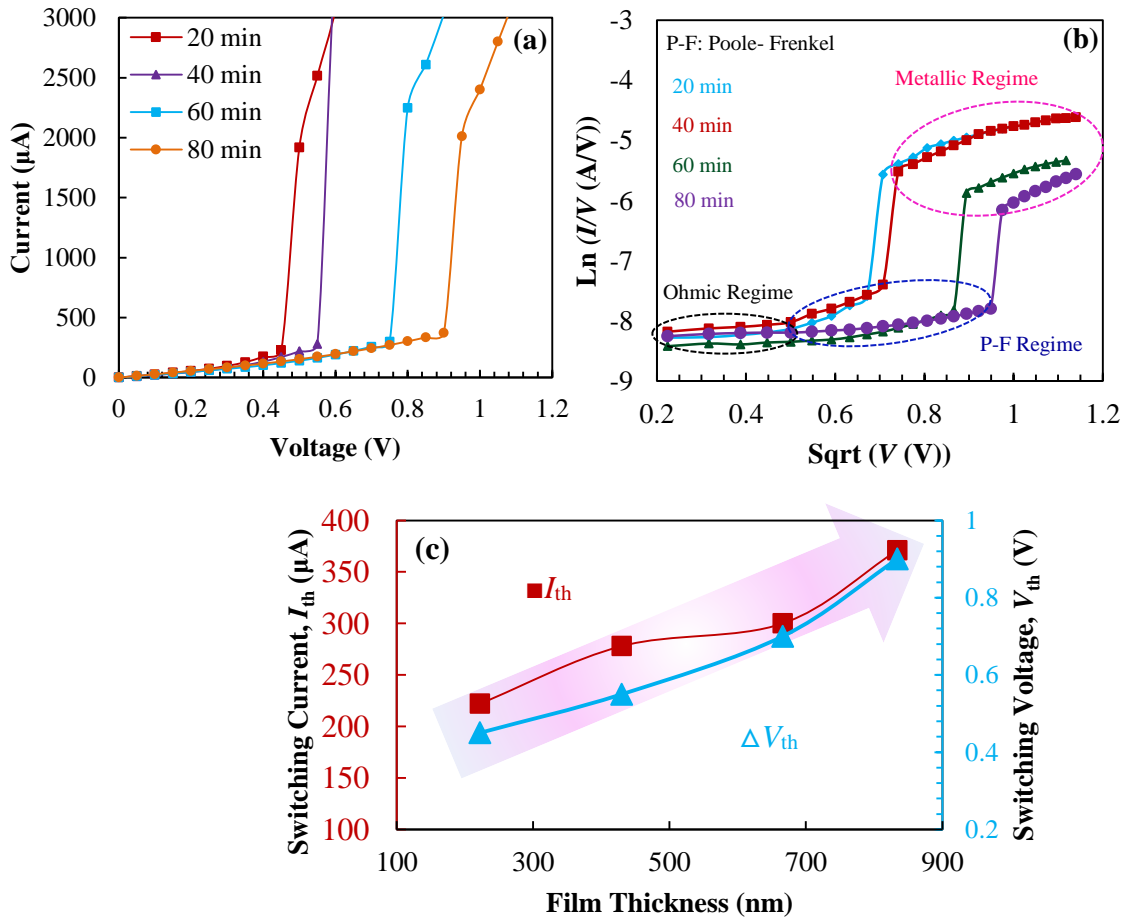 (a)
20 min
40 min
60 min
80 min
3000
2500
2000
1500
1000
500
0
Current (µA)
0 0.2 0.4 0.6 0.8 1 1.2
Voltage (V)
(b)
P-F: Poole- Frenkel
20 min
40 min
60 min
80 min
Metallic Regime
Ohmic Regime
P-F Regime
-3
-4
-5
-6
-7
-8
-9
Ln (I/V (A/V))
0.2 0.4 0.6 0.8 1 1.2
Sqrt (V (V))
(c)
Ith
Vth
400
350
300
250
200
150
100
Switching Current, Ith (µA)
1
0.8
0.6
0.4
0.2
Switching Voltage, Vth (V)
100 300 500 700 900
Film Thickness (nm)